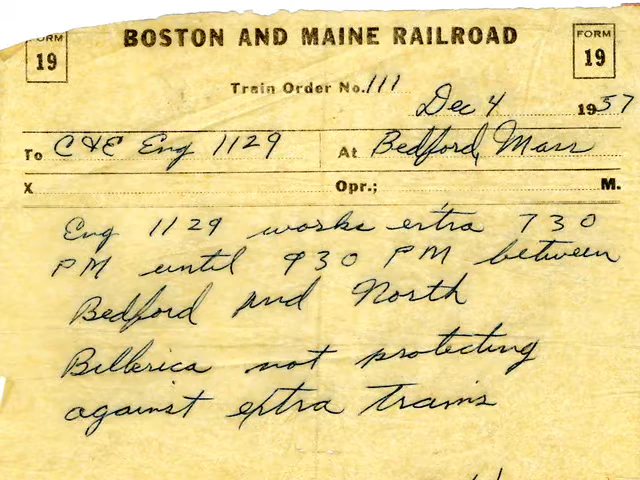 FORM 19
BOSTON AND MAINE RAILROAD
FORM 19
Train Order No. 111
Dec 4 1957
To C&E Eng 1129 At Bedford, Mass
X Opr.; M.
Eng 1129 works extra 730
PM until 930 PM between
Bedford and North
Billerica not protecting
against extra trains